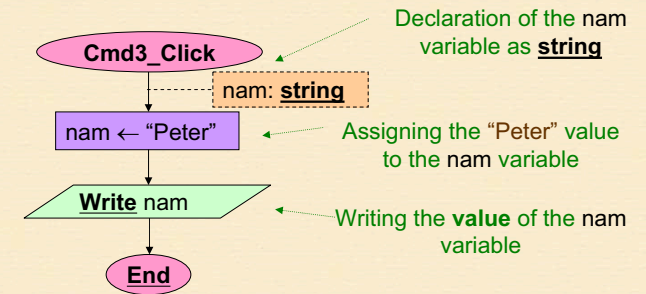 Declaration of the nam
variable as string
Cmd3_Click
nam: string
nam ← “Peter”
Assigning the “Peter” value
to the nam variable
Write nam
Writing the value of the nam
variable
End